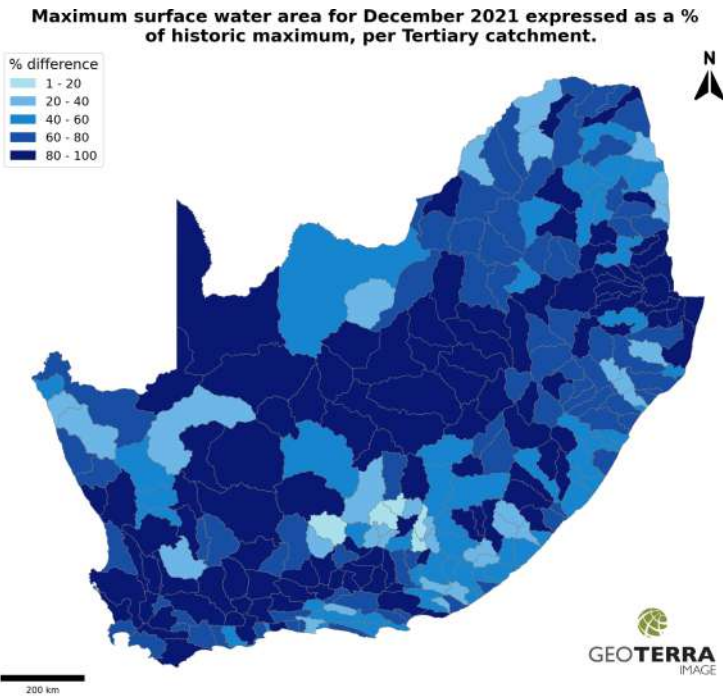 Maximum surface water area for December 2021 expressed as a %
of historic maximum, per Tertiary catchment.
% difference
1 - 20
20 - 40
40 - 60
60 - 80
80 - 100
N
GEOTERRA
IMAGE
200 km